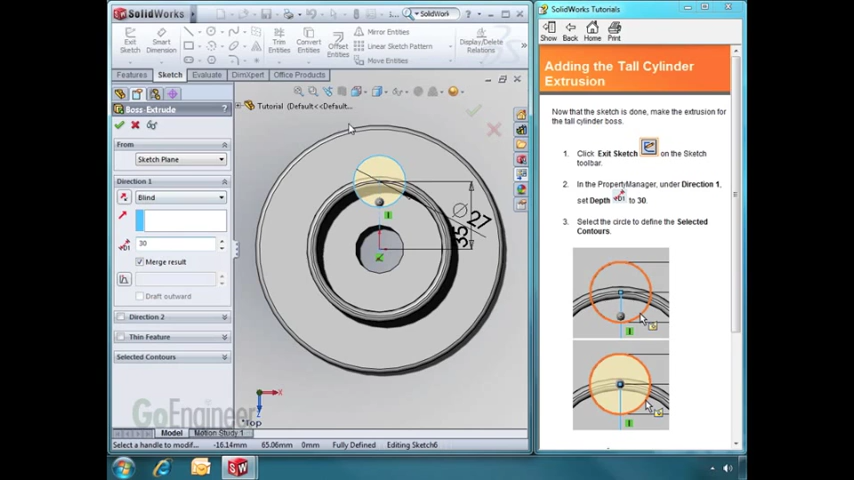 SolidWorks
SolidWork
SolidWorks Tutorials
Exit
Sketch
Smart
Dimension
Trim
Entities
Convert
Entities
Offset
Entities
Mirror Entities
Linear Sketch Pattern
Move Entities
Display/Delete
Relations
Show
Back
Home
Print
Features
Sketch
Evaluate
DimXpert
Office Products
Adding the Tall Cylinder
Extrusion
Boss-Extrude
Tutorial (Default<<Default...
From
Sketch Plane
Direction 1
Blind
30
Merge result
Draft outward
Direction 2
Thin Feature
Selected Contours
27
35
Now that the sketch is done, make the extrusion for
the tall cylinder boss.
1. Click Exit Sketch on the Sketch
toolbar.
2. In the PropertyManager, under Direction 1,
set Depth D1 to 30.
3. Select the circle to define the Selected
Contours.
X
Z
*Top
GoEngineer
Model
Motion Study 1
Select a handle to modif...
-16.14mm
65.06mm
0mm
Fully Defined
Editing Sketch6